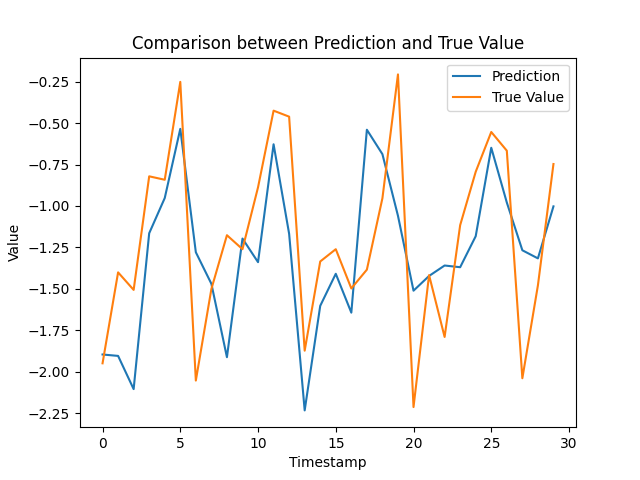 Comparison between Prediction and True Value
Prediction
True Value
−0.25
−0.50
−0.75
−1.00
−1.25
−1.50
−1.75
−2.00
−2.25
Value
0 5 10 15 20 25 30
Timestamp